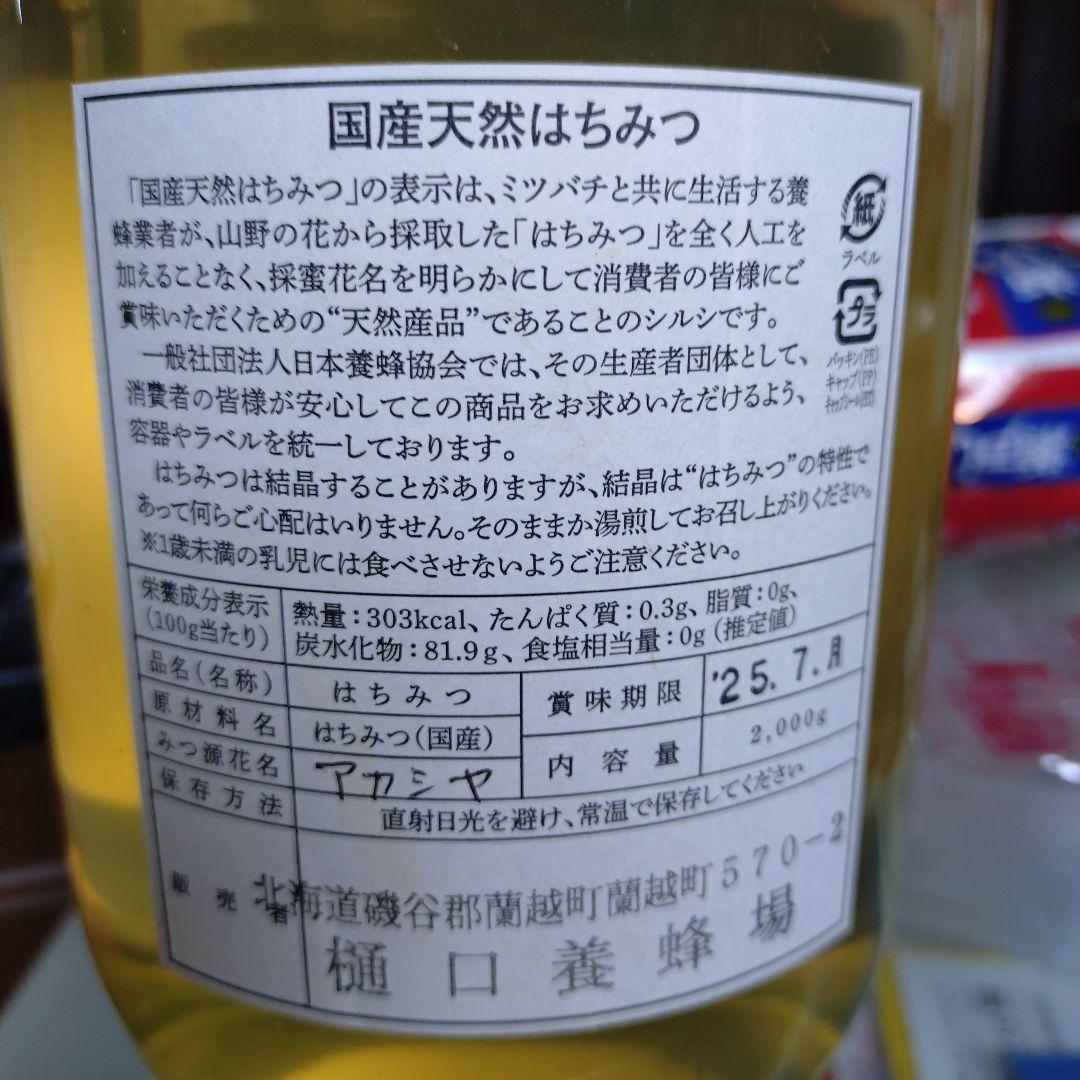 国産天然はちみつ
「国産天然はちみつ」の表示は、ミツバチと共に生活する養
蜂業者が、山野の花から採取した「はちみつ」を全く人工を
加えることなく、採蜜花名を明らかにして消費者の皆様にご
賞味いただくための“天然産品”であることのシルシです。
一般社団法人日本養蜂協会では、その生産者団体として、
消費者の皆様が安心してこの商品をお求めいただけるよう、
容器やラベルを統一しております。
はちみつは結晶することがありますが、結晶は“はちみつ”の特性で
あって何らご心配はいりません。そのままか湯煎してお召し上がりください。
※1歳未満の乳児には食べさせないようご注意ください。
紙
ラベル
プラ
パッキン(PE)
キャップ(PP)
栄養成分表示
(100g当たり)
熱量:303kcal、たんぱく質:0.3g、脂質:0g、
炭水化物:81.9g、食塩相当量:0g(推定値)
品名(名称)
はちみつ
賞味期限
'25.7.月
原材料名
はちみつ(国産)
内容量
2,000g
みつ源花名
アカシヤ
保存方法
直射日光を避け、常温で保存してください
販売者
北海道磯谷郡蘭越町蘭越町570-2
樋口養蜂場